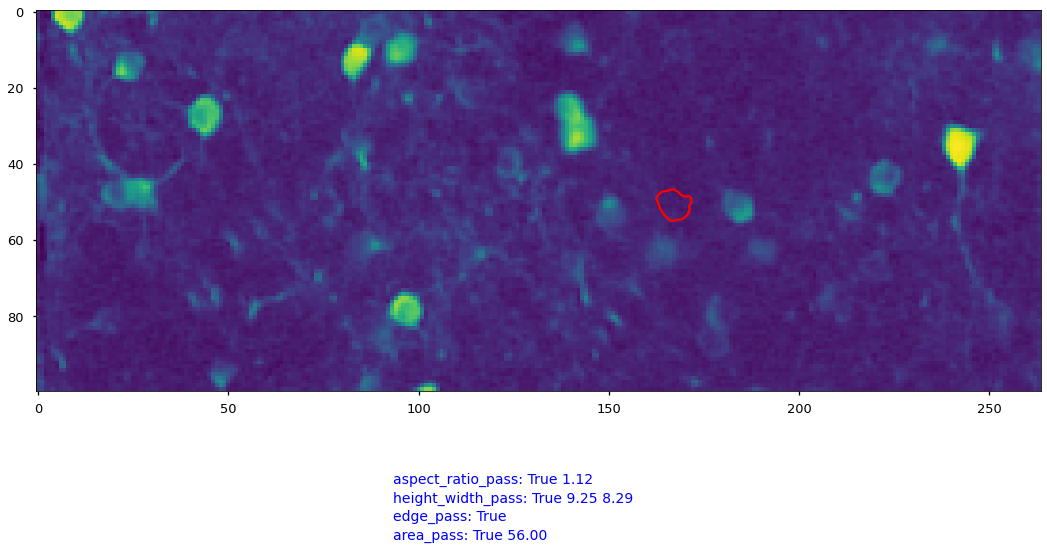 0
20
40
60
80
0 50 100 150 200 250
aspect_ratio_pass: True 1.12
height_width_pass: True 9.25 8.29
edge_pass: True
area_pass: True 56.00